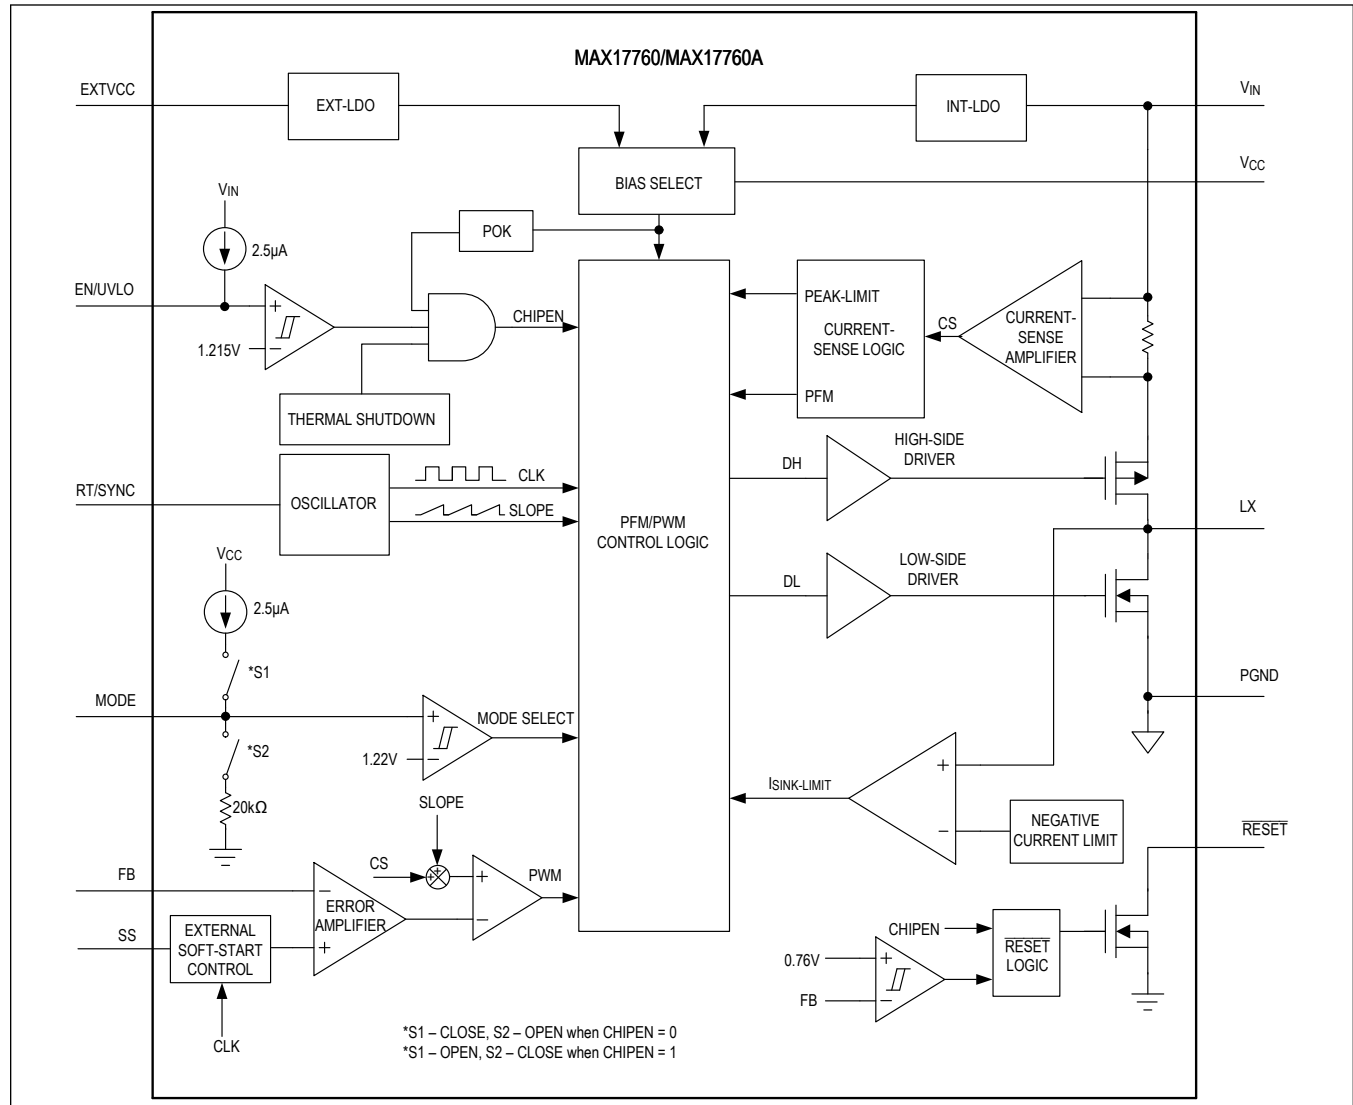 MAX17760/MAX17760A
EXTVCC
EXT-LDO
INT-LDO
VIN
BIAS SELECT
VCC
VIN
POK
2.5µA
EN/UVLO
+
CHIPEN
1.215V
−
THERMAL SHUTDOWN
PEAK-LIMIT
CURRENT-
SENSE LOGIC
PFM
CS
CURRENT-
SENSE
AMPLIFIER
HIGH-SIDE
DRIVER
DH
RT/SYNC
OSCILLATOR
CLK
SLOPE
PFM/PWM
CONTROL LOGIC
LX
LOW-SIDE
DRIVER
DL
VCC
2.5µA
*S1
MODE
+
MODE SELECT
*S2
1.22V
−
20kΩ
PGND
ISINK-LIMIT
+
−
NEGATIVE
CURRENT LIMIT
RESET
SLOPE
CS
+
+
+
PWM
−
FB
−
ERROR
AMPLIFIER
+
SS
EXTERNAL
SOFT-START
CONTROL
CLK
CHIPEN
RESET
LOGIC
0.76V
+
FB
−
*S1 – CLOSE, S2 – OPEN when CHIPEN = 0
*S1 – OPEN, S2 – CLOSE when CHIPEN = 1